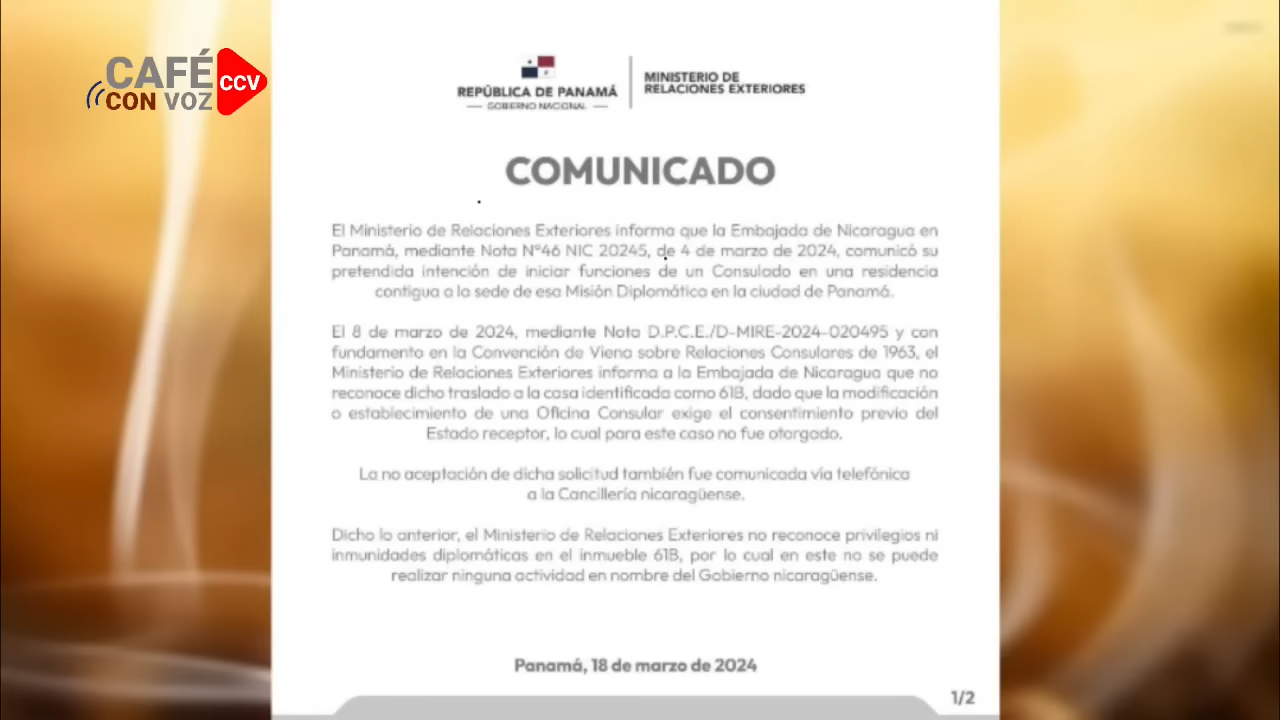 CAFÉ
CON VOZ
CCV
REPÚBLICA DE PANAMÁ
— GOBIERNO NACIONAL —
MINISTERIO DE
RELACIONES EXTERIORES
COMUNICADO
El Ministerio de Relaciones Exteriores informa que la Embajada de Nicaragua en
Panamá, mediante Nota N°46 NIC 20245, de 4 de marzo de 2024, comunicó su
pretendida intención de iniciar funciones de un Consulado en una residencia
contigua a la sede de esa Misión Diplomática en la ciudad de Panamá.
El 8 de marzo de 2024, mediante Nota D.P.C.E./D-MIRE-2024-020495 y con
fundamento en la Convención de Viena sobre Relaciones Consulares de 1963, el
Ministerio de Relaciones Exteriores informa a la Embajada de Nicaragua que no
reconoce dicho traslado a la casa identificada como 61B, dado que la modificación
o establecimiento de una Oficina Consular exige el consentimiento previo del
Estado receptor, lo cual para este caso no fue otorgado.
La no aceptación de dicha solicitud también fue comunicada vía telefónica
a la Cancillería nicaragüense.
Dicho lo anterior, el Ministerio de Relaciones Exteriores no reconoce privilegios ni
inmunidades diplomáticas en el inmueble 61B, por lo cual en este no se puede
realizar ninguna actividad en nombre del Gobierno nicaragüense.
Panamá, 18 de marzo de 2024
1/2